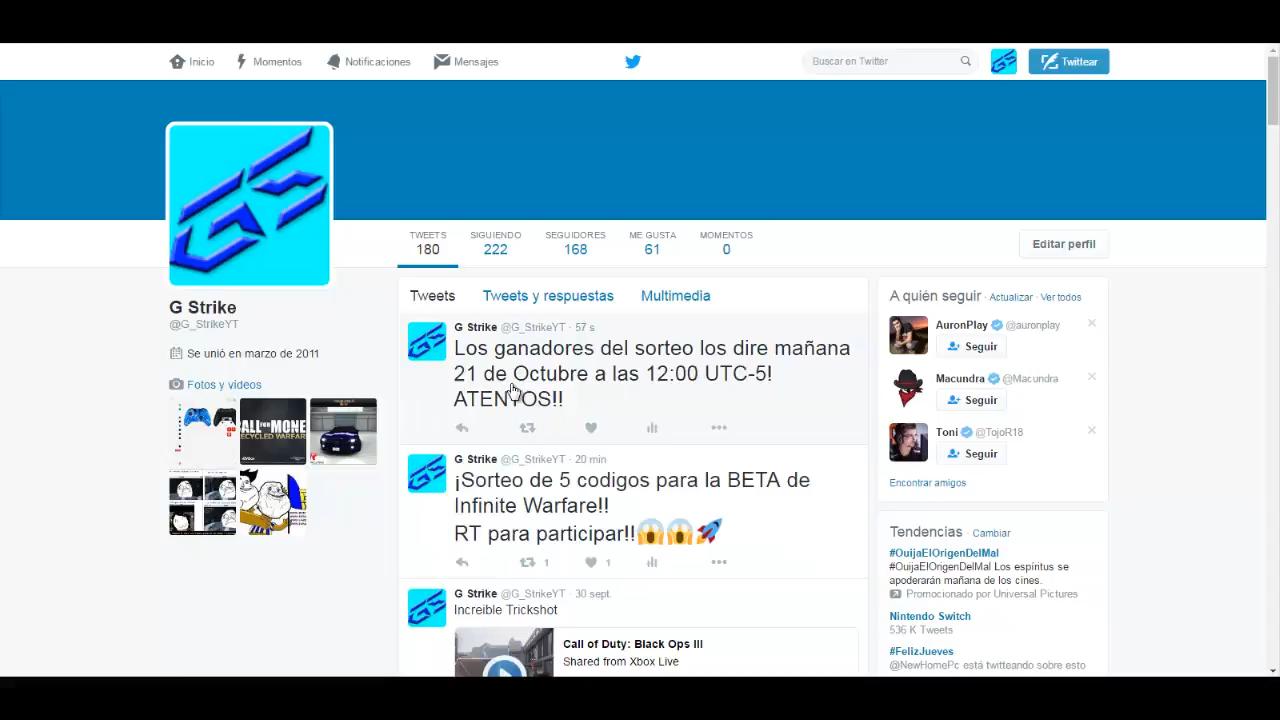 Inicio
Momentos
Notificaciones
Mensajes
Buscar en Twitter
Twittear
TWEETS
180
SIGUIENDO
222
SEGUIDORES
168
ME GUSTA
61
MOMENTOS
0
Editar perfil
G Strike
@G_StrikeYT
Se unió en marzo de 2011
Fotos y videos
ALL FOR MONE
RECYCLED WARFARE
Tweets
Tweets y respuestas
Multimedia
G Strike @G_StrikeYT · 57 s
Los ganadores del sorteo los dire mañana
21 de Octubre a las 12:00 UTC-5!
ATENTOS!!
G Strike @G_StrikeYT · 20 min
¡Sorteo de 5 codigos para la BETA de
Infinite Warfare!!
RT para participar!!😱😱🚀
1
1
G Strike @G_StrikeYT · 30 sept.
Increible Trickshot
Call of Duty: Black Ops III
Shared from Xbox Live
A quién seguir · Actualizar · Ver todos
AuronPlay @auronplay
Seguir
Macundra @Macundra
Seguir
Toni @TojoR18
Seguir
Encontrar amigos
Tendencias · Cambiar
#OuijaElOrigenDelMal
#OuijaElOrigenDelMal Los espíritus se
apoderarán mañana de los cines.
Promocionado por Universal Pictures
Nintendo Switch
536 K Tweets
#FelizJueves
@NewHomePc está twitteando sobre esto